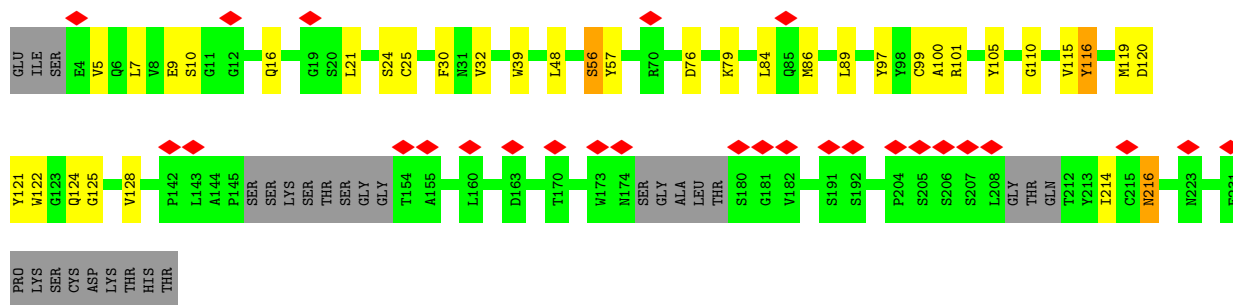 GLU ILE SER E4 V5 Q6 L7 V8 E9 S10 G11 G12 Q16 G19 S20 L21 S24 C25 F30 N31 V32 W39 L48 S56 Y57 R70 D76 K79 L84 Q85 M86 L89 Y97 Y98 C99 A100 R101 Y105 G110 V115 Y116 M119 D120
Y121 W122 G123 Q124 G125 V128 P142 L143 A144 P145 SER SER LYS SER THR SER GLY GLY T154 A155 L160 D163 T170 W173 N174 SER GLY ALA LEU THR S180 G181 V182 S191 S192 P204 S205 S206 S207 L208 GLY THR GLN T212 Y213 I214 C215 N216 N223
PRO LYS SER CYS ASP LYS THR HIS THR